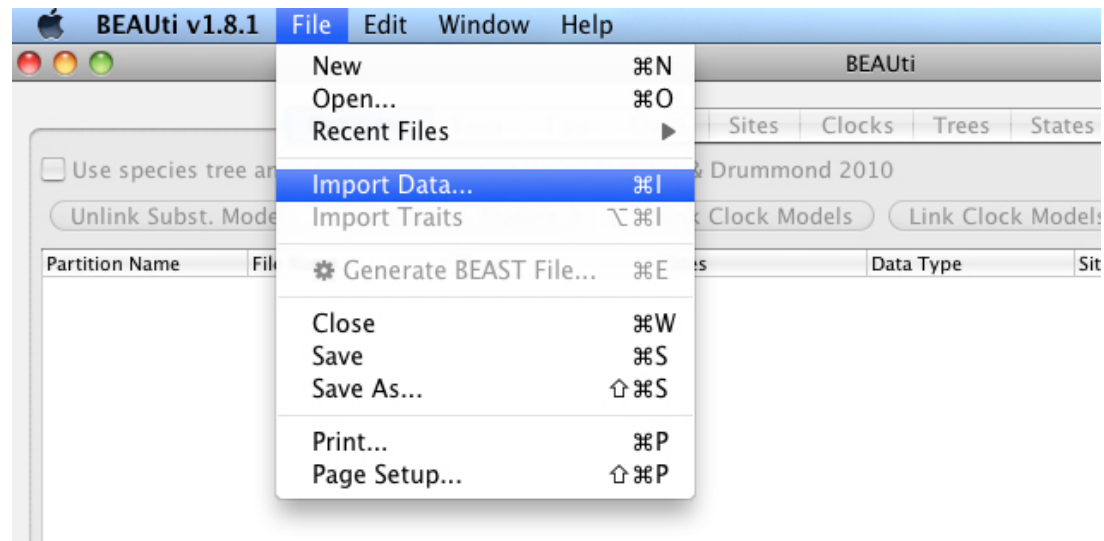 BEAUti v1.8.1 File Edit Window Help
BEAUti
New ⌘N
Open... ⌘O
Recent Files ▶
Sites Clocks Trees States
Use species tree
& Drummond 2010
Import Data... ⌘I
Unlink Subst.
Import Traits ⌥⌘I
Clock Models Link Clock Models
Partition Name
Data Type
Generate BEAST File... ⌘E
Close ⌘W
Save ⌘S
Save As... ⇧⌘S
Print... ⌘P
Page Setup... ⇧⌘P